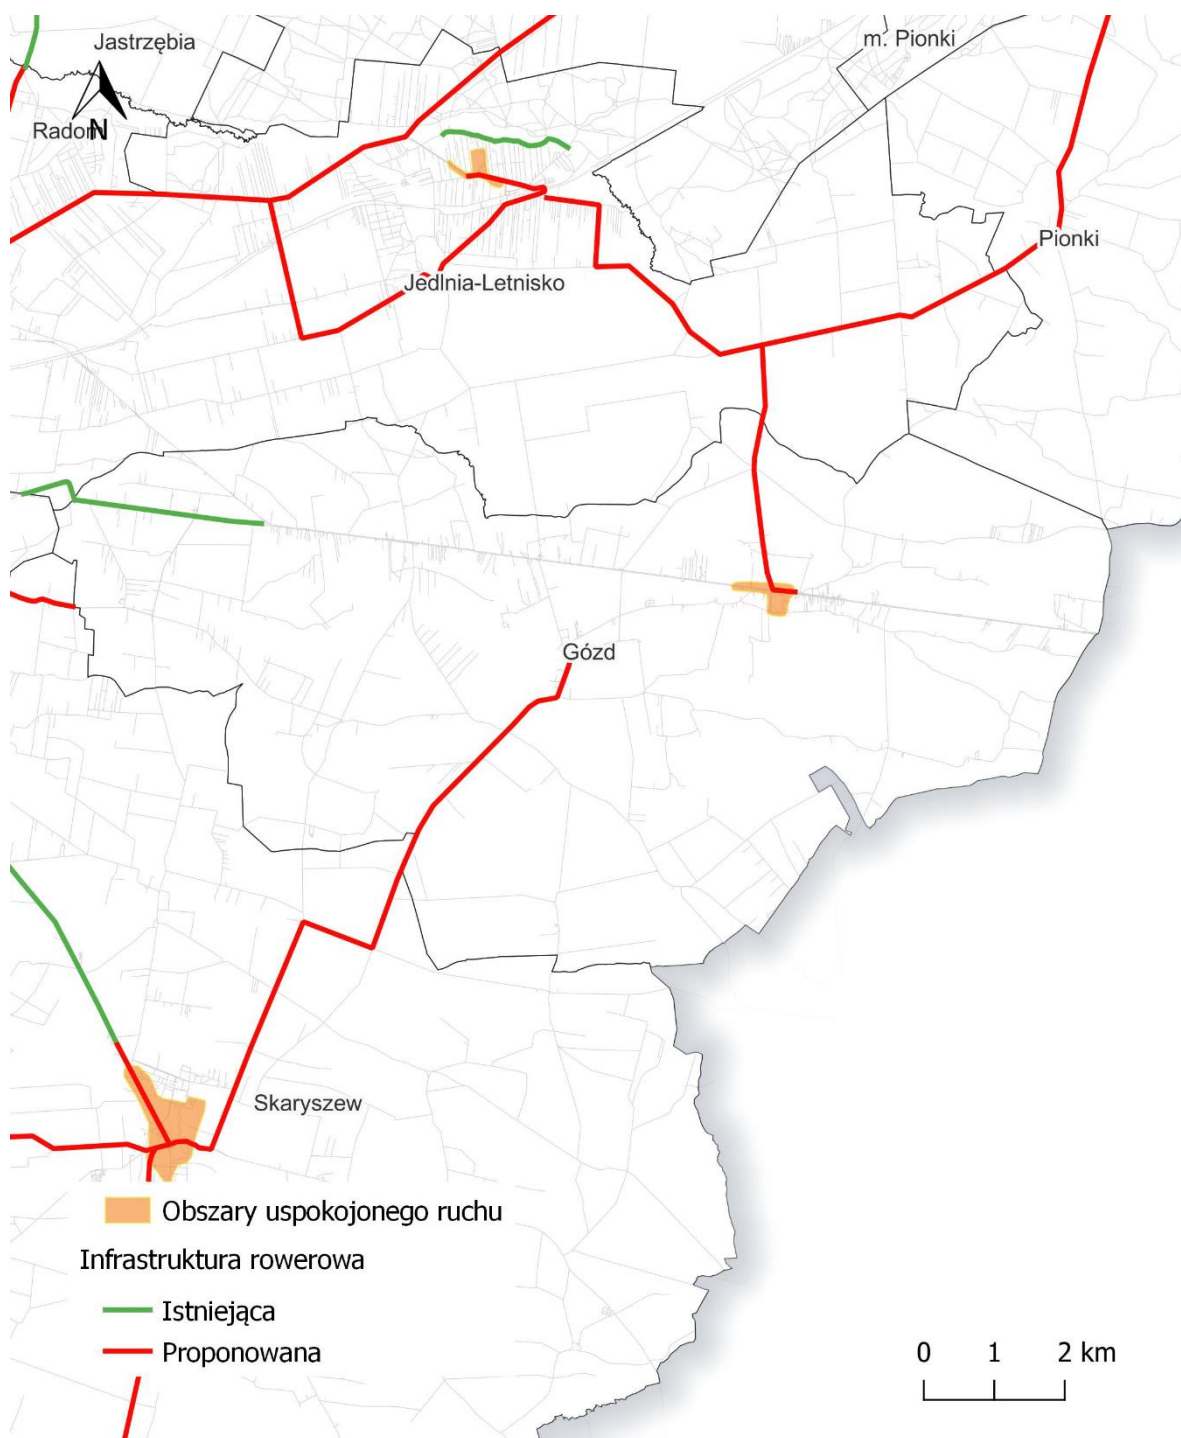 Jastrzębia
m. Pionki
Radom
N
Pionki
Jedlnia-Letnisko
Gózd
Skaryszew
Obszary uspokojonego ruchu
Infrastruktura rowerowa
Istniejąca
Proponowana
0 1 2 km